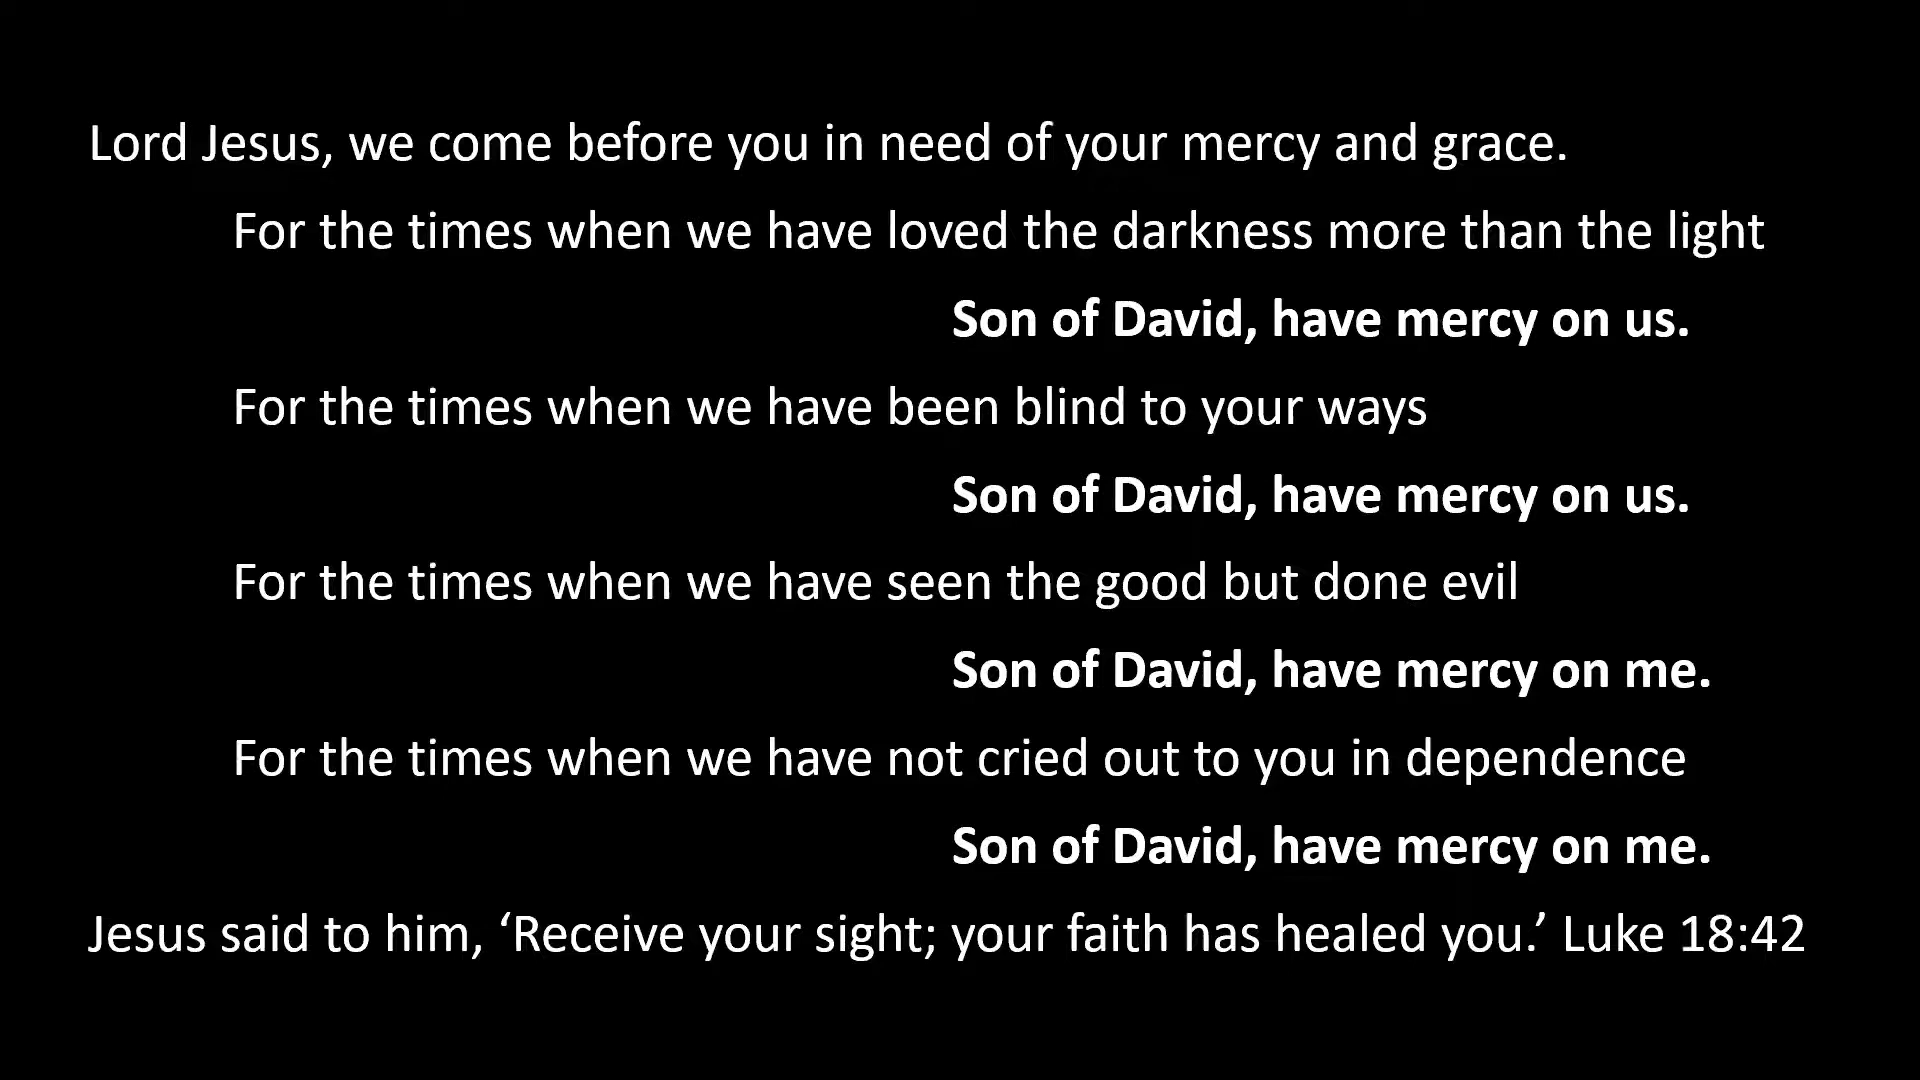 Lord Jesus, we come before you in need of your mercy and grace.
For the times when we have loved the darkness more than the light
Son of David, have mercy on us.
For the times when we have been blind to your ways
Son of David, have mercy on us.
For the times when we have seen the good but done evil
Son of David, have mercy on me.
For the times when we have not cried out to you in dependence
Son of David, have mercy on me.
Jesus said to him, ‘Receive your sight; your faith has healed you.’ Luke 18:42